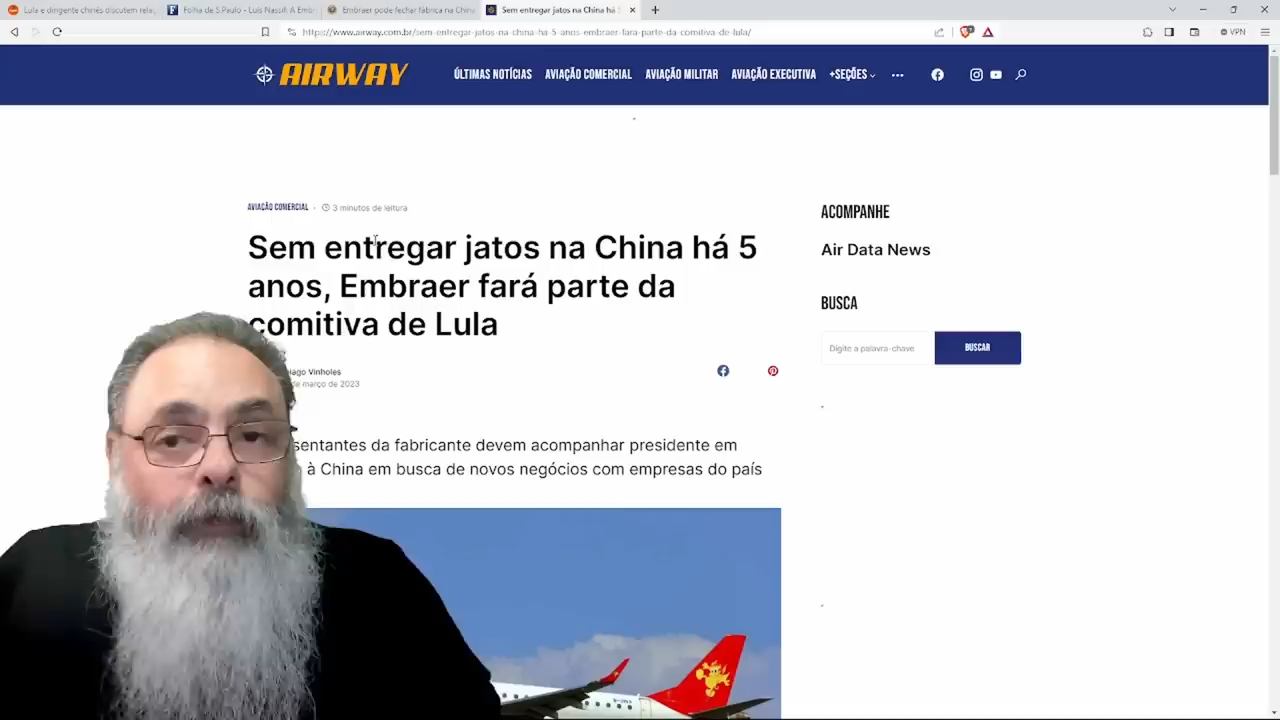 Lula e dirigente chinês discutem rela
Folha de S.Paulo - Luís Nassif: A Emb
Embraer pode fechar fábrica na China
Sem entregar jatos na China há 5
https://www.airway.com.br/sem-entregar-jatos-na-china-ha-5-anos-embraer-fara-parte-da-comitiva-de-lula/
VPN
AIRWAY
ÚLTIMAS NOTÍCIAS AVIAÇÃO COMERCIAL AVIAÇÃO MILITAR AVIAÇÃO EXECUTIVA +SEÇÕES
AVIAÇÃO COMERCIAL · 3 minutos de leitura
Sem entregar jatos na China há 5
anos, Embraer fará parte da
comitiva de Lula
iago Vinholes
de março de 2023
sentantes da fabricante devem acompanhar presidente em
à China em busca de novos negócios com empresas do país
ACOMPANHE
Air Data News
BUSCA
Digite a palavra-chave
BUSCAR